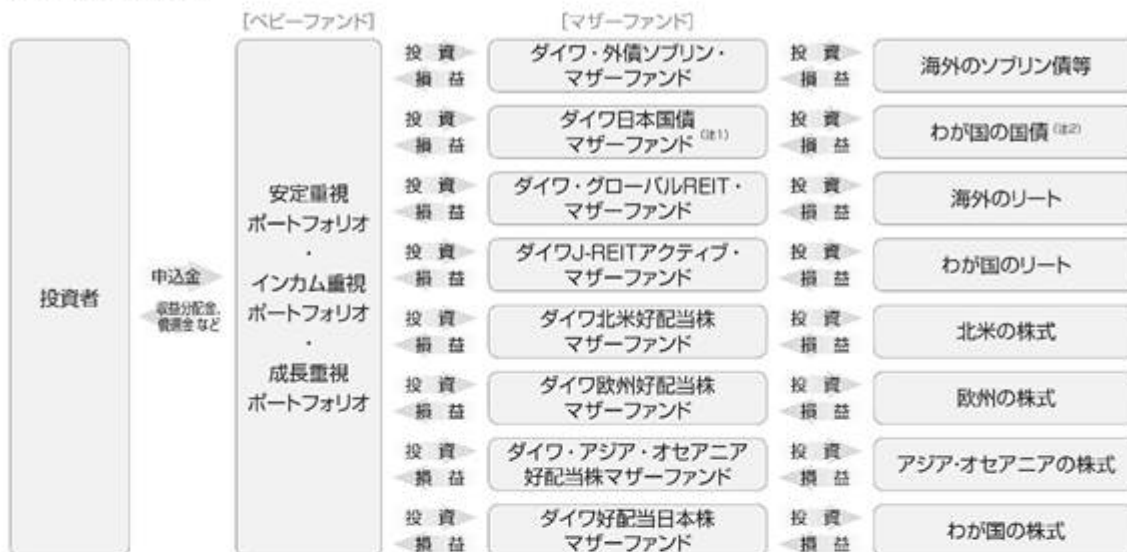 [ベビーファンド]
[マザーファンド]
投資者
申込金
収益分配金、
償還金など
安定重視
ポートフォリオ
・
インカム重視
ポートフォリオ
・
成長重視
ポートフォリオ
投 資
損 益
ダイワ・外債ソブリン・
マザーファンド
投 資
損 益
海外のソブリン債等
投 資
損 益
ダイワ日本国債
マザーファンド (注1)
投 資
損 益
わが国の国債 (注2)
投 資
損 益
ダイワ・グローバルREIT・
マザーファンド
投 資
損 益
海外のリート
投 資
損 益
ダイワJ-REITアクティブ・
マザーファンド
投 資
損 益
わが国のリート
投 資
損 益
ダイワ北米好配当株
マザーファンド
投 資
損 益
北米の株式
投 資
損 益
ダイワ欧州好配当株
マザーファンド
投 資
損 益
欧州の株式
投 資
損 益
ダイワ・アジア・オセアニア
好配当株マザーファンド
投 資
損 益
アジア・オセアニアの株式
投 資
損 益
ダイワ好配当日本株
マザーファンド
投 資
損 益
わが国の株式